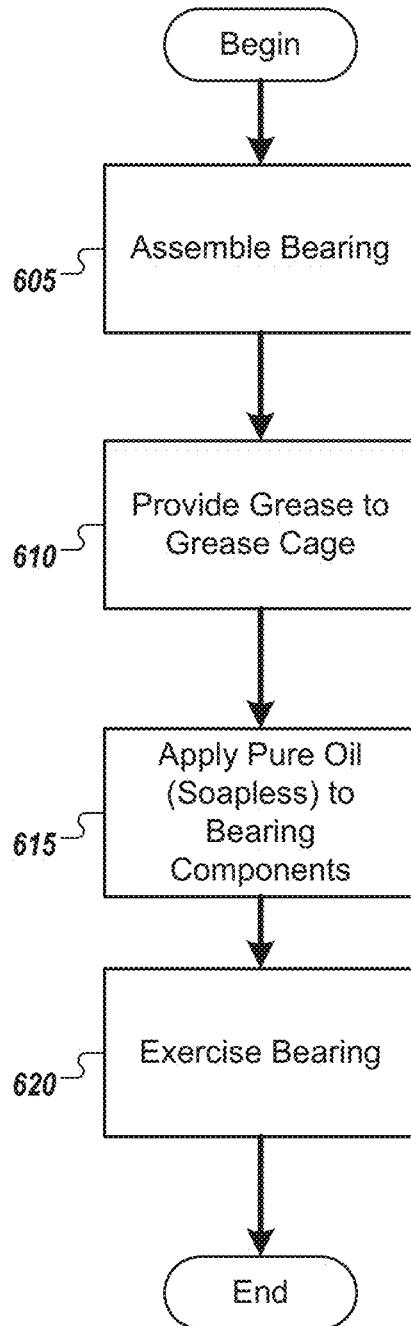 Begin
605
Assemble Bearing
610
Provide Grease to
Grease Cage
615
Apply Pure Oil
(Soapless) to
Bearing
Components
620
Exercise Bearing
End